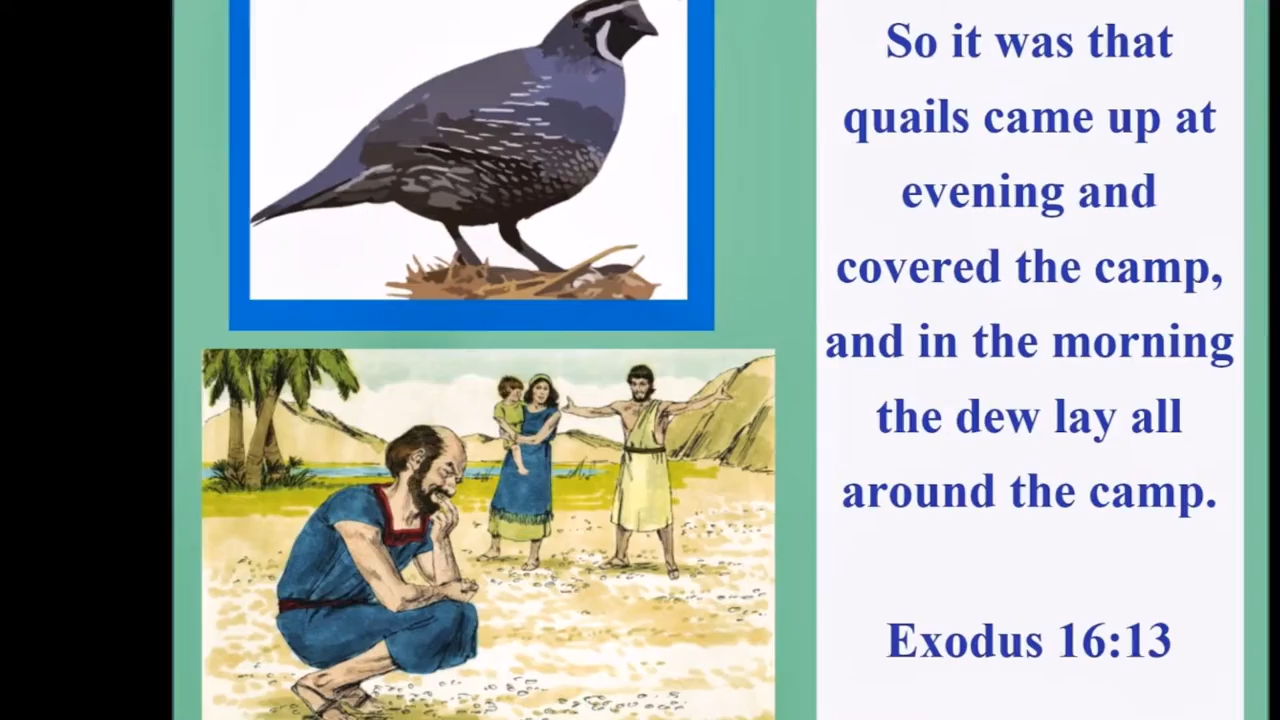 So it was that
quails came up at
evening and
covered the camp,
and in the morning
the dew lay all
around the camp.
Exodus 16:13